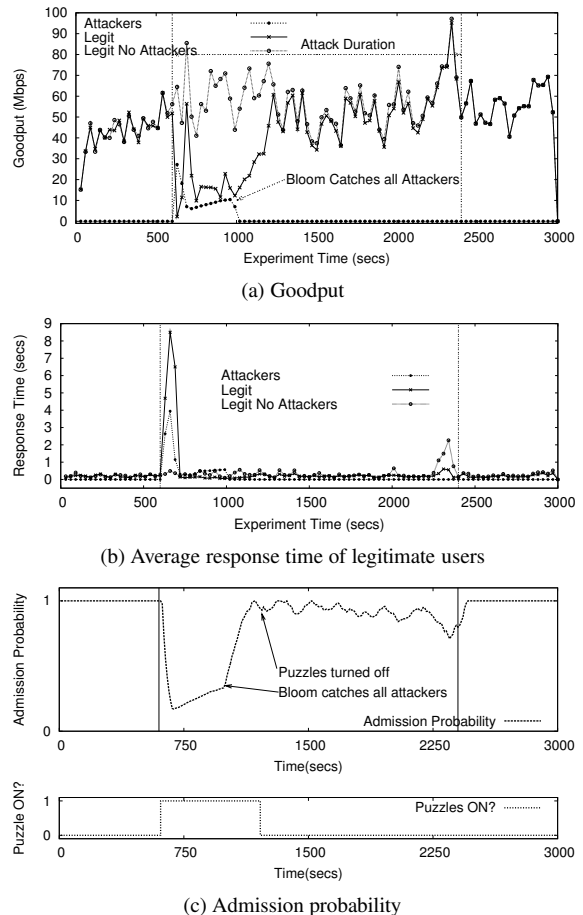 Attackers
Legit
Legit No Attackers
Attack Duration
Bloom Catches all Attackers
Goodput (Mbps)
100
90
80
70
60
50
40
30
20
10
0
0 500 1000 1500 2000 2500 3000
Experiment Time (secs)
(a) Goodput
Attackers
Legit
Legit No Attackers
Response Time (secs)
9
8
7
6
5
4
3
2
1
0
0 500 1000 1500 2000 2500 3000
Experiment Time (secs)
(b) Average response time of legitimate users
Admission Probability
1
0
Puzzles turned off
Bloom catches all attackers
Admission Probability
0 750 1500 2250 3000
Time(secs)
Puzzle ON?
1
0
Puzzles ON?
0 750 1500 2250 3000
Time(secs)
(c) Admission probability